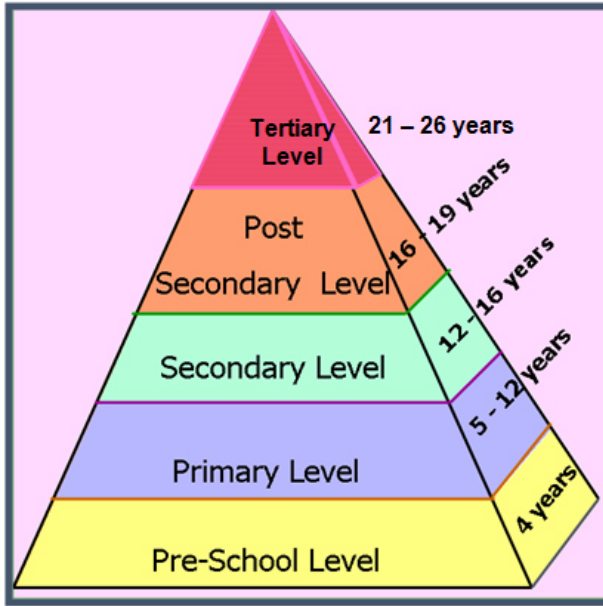 Tertiary
Level
21 – 26 years
Post
Secondary Level
16 - 19 years
Secondary Level
12 - 16 years
Primary Level
5 - 12 years
Pre-School Level
4 years